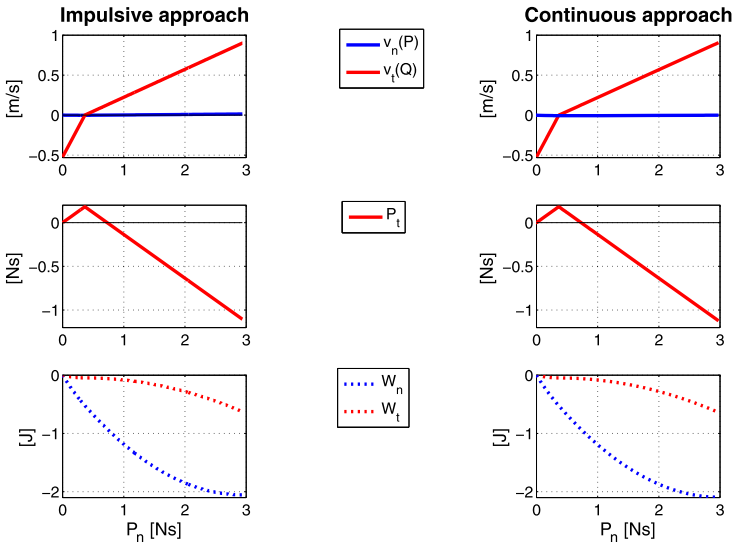 Impulsive approach
Continuous approach
1
0.5
0
−0.5
[m/s]
0 1 2 3
v_n(P)
v_t(Q)
1
0.5
0
−0.5
[m/s]
0 1 2 3
0
−0.5
−1
[Ns]
0 1 2 3
P_t
0
−0.5
−1
[Ns]
0 1 2 3
0
−1
−2
[J]
0 1 2 3
P_n [Ns]
W_n
W_t
0
−1
−2
[J]
0 1 2 3
P_n [Ns]